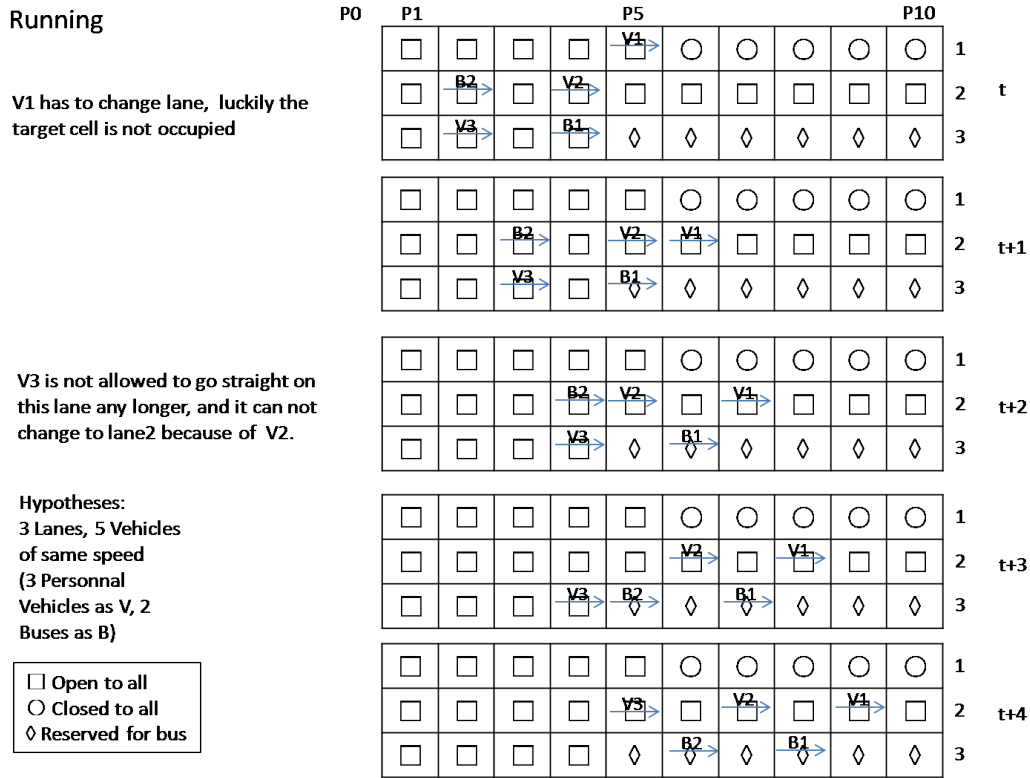 Running
P0 P1 P5 P10
V1 1
V1 has to change lane, luckily the
target cell is not occupied
B2 V2 2 t
V3 B1 3
1
B2 V2 V1 2 t+1
V3 B1 3
1
V3 is not allowed to go straight on
this lane any longer, and it can not
change to lane2 because of V2.
B2 V2 V1 2 t+2
V3 B1 3
Hypotheses:
3 Lanes, 5 Vehicles
of same speed
(3 Personnal
Vehicles as V, 2
Buses as B)
1
V2 V1 2 t+3
V3 B2 B1 3
1
V3 V2 V1 2 t+4
B2 B1 3
Open to all
Closed to all
Reserved for bus